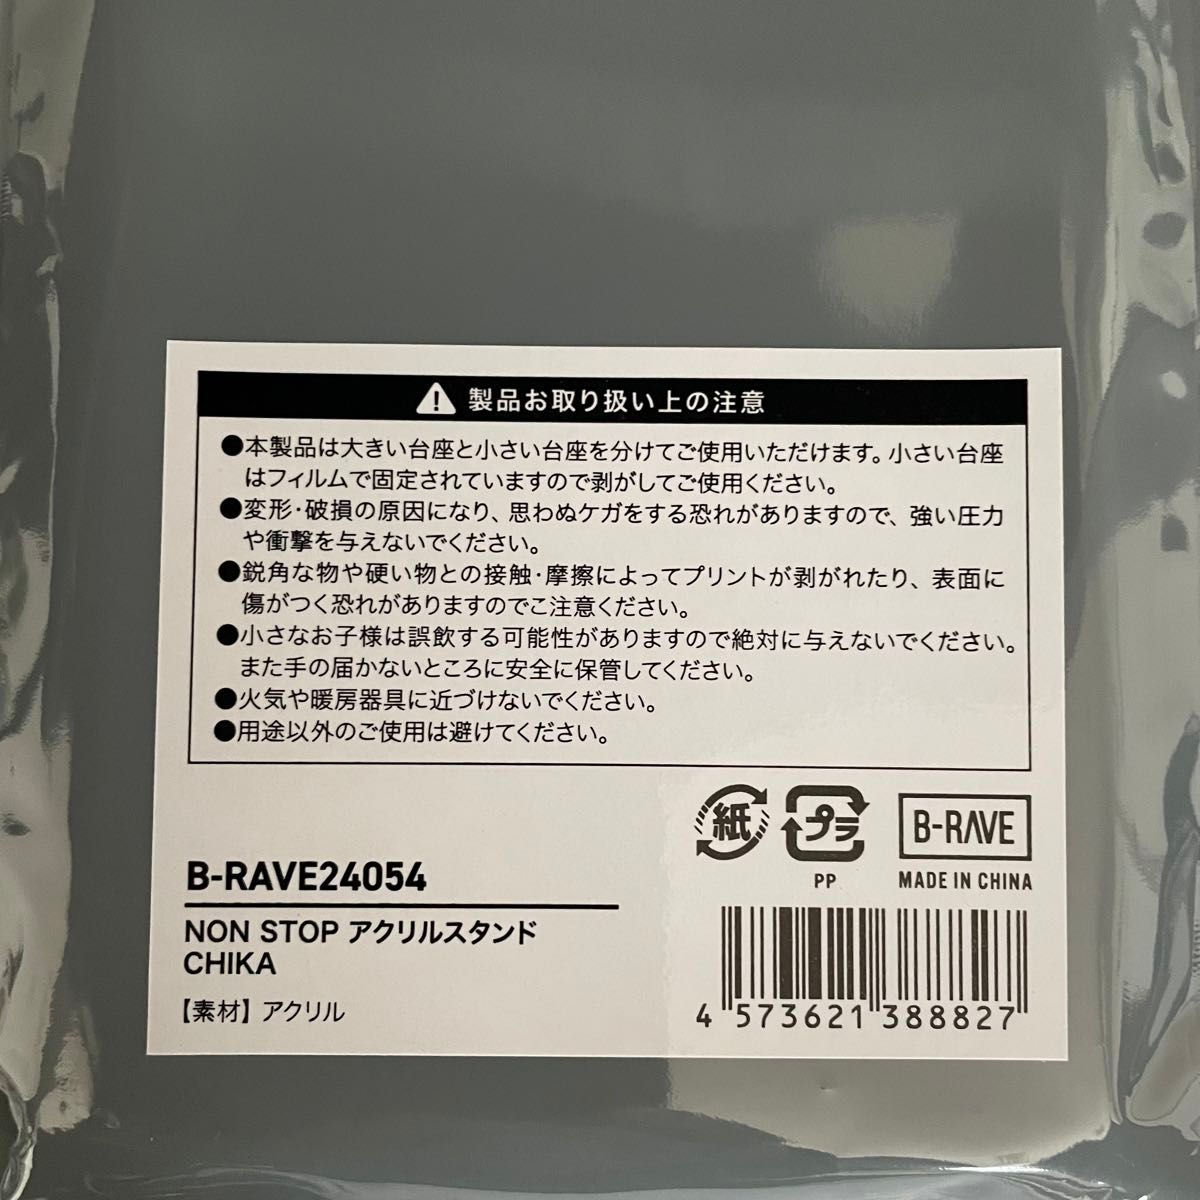 製品お取り扱い上の注意
●本製品は大きい台座と小さい台座を分けてご使用いただけます。小さい台座
はフィルムで固定されていますので剥がしてご使用ください。
●変形・破損の原因になり、思わぬケガをする恐れがありますので、強い圧力
や衝撃を与えないでください。
●鋭角な物や硬い物との接触・摩擦によってプリントが剥がれたり、表面に
傷がつく恐れがありますのでご注意ください。
●小さなお子様は誤飲する可能性がありますので絶対に与えないでください。
また手の届かないところに安全に保管してください。
●火気や暖房器具に近づけないでください。
●用途以外のご使用は避けてください。
紙 プラ B-RAVE
PP MADE IN CHINA
B-RAVE24054
NON STOP アクリルスタンド
CHIKA
【素材】アクリル
4 573621 388827